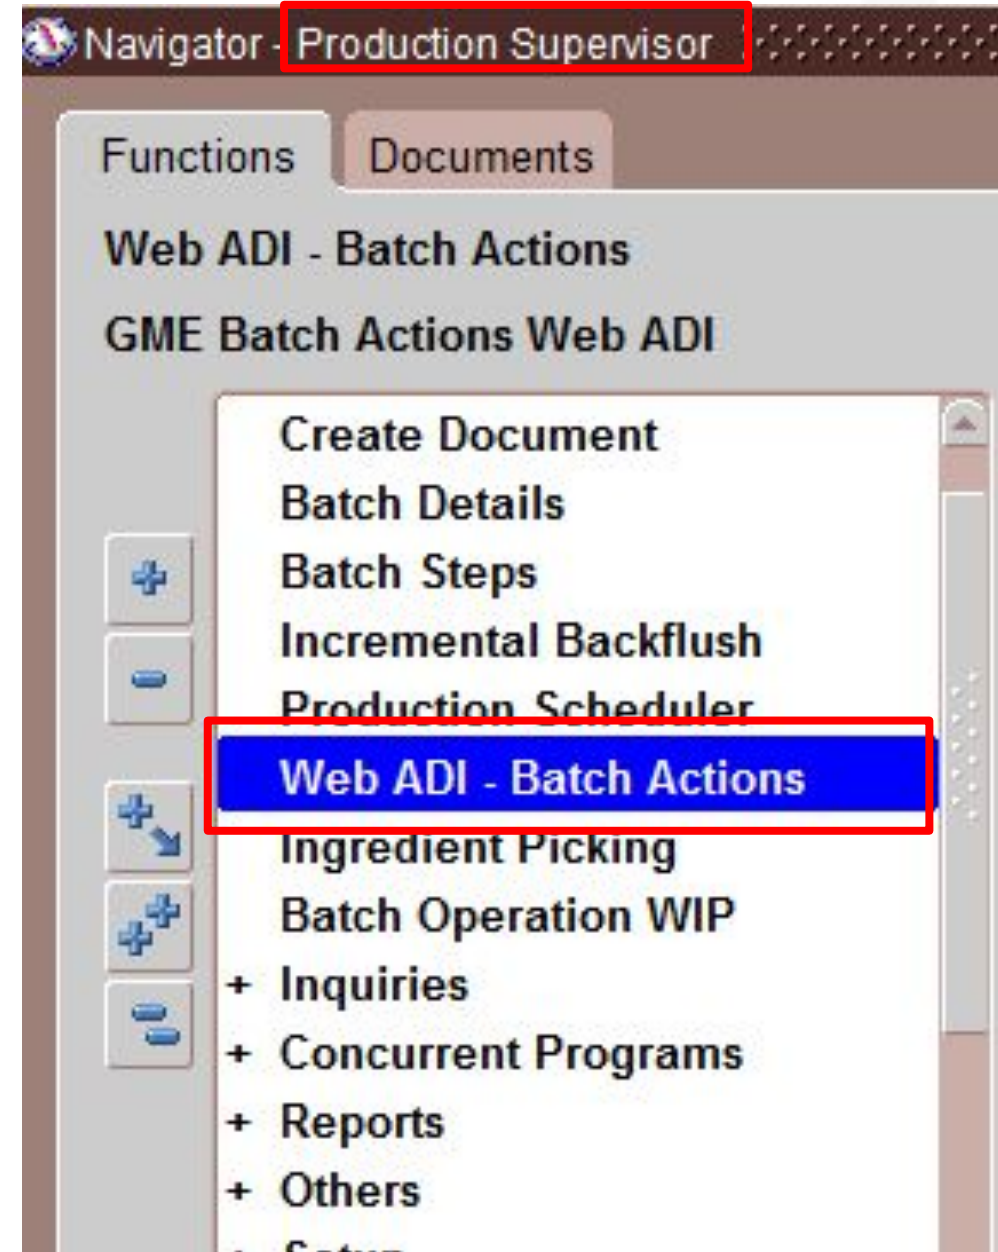 Navigator - Production Supervisor
Functions Documents
Web ADI - Batch Actions
GME Batch Actions Web ADI
Create Document
Batch Details
Batch Steps
Incremental Backflush
Production Scheduler
Web ADI - Batch Actions
Ingredient Picking
Batch Operation WIP
+ Inquiries
+ Concurrent Programs
+ Reports
+ Others
+ Setup